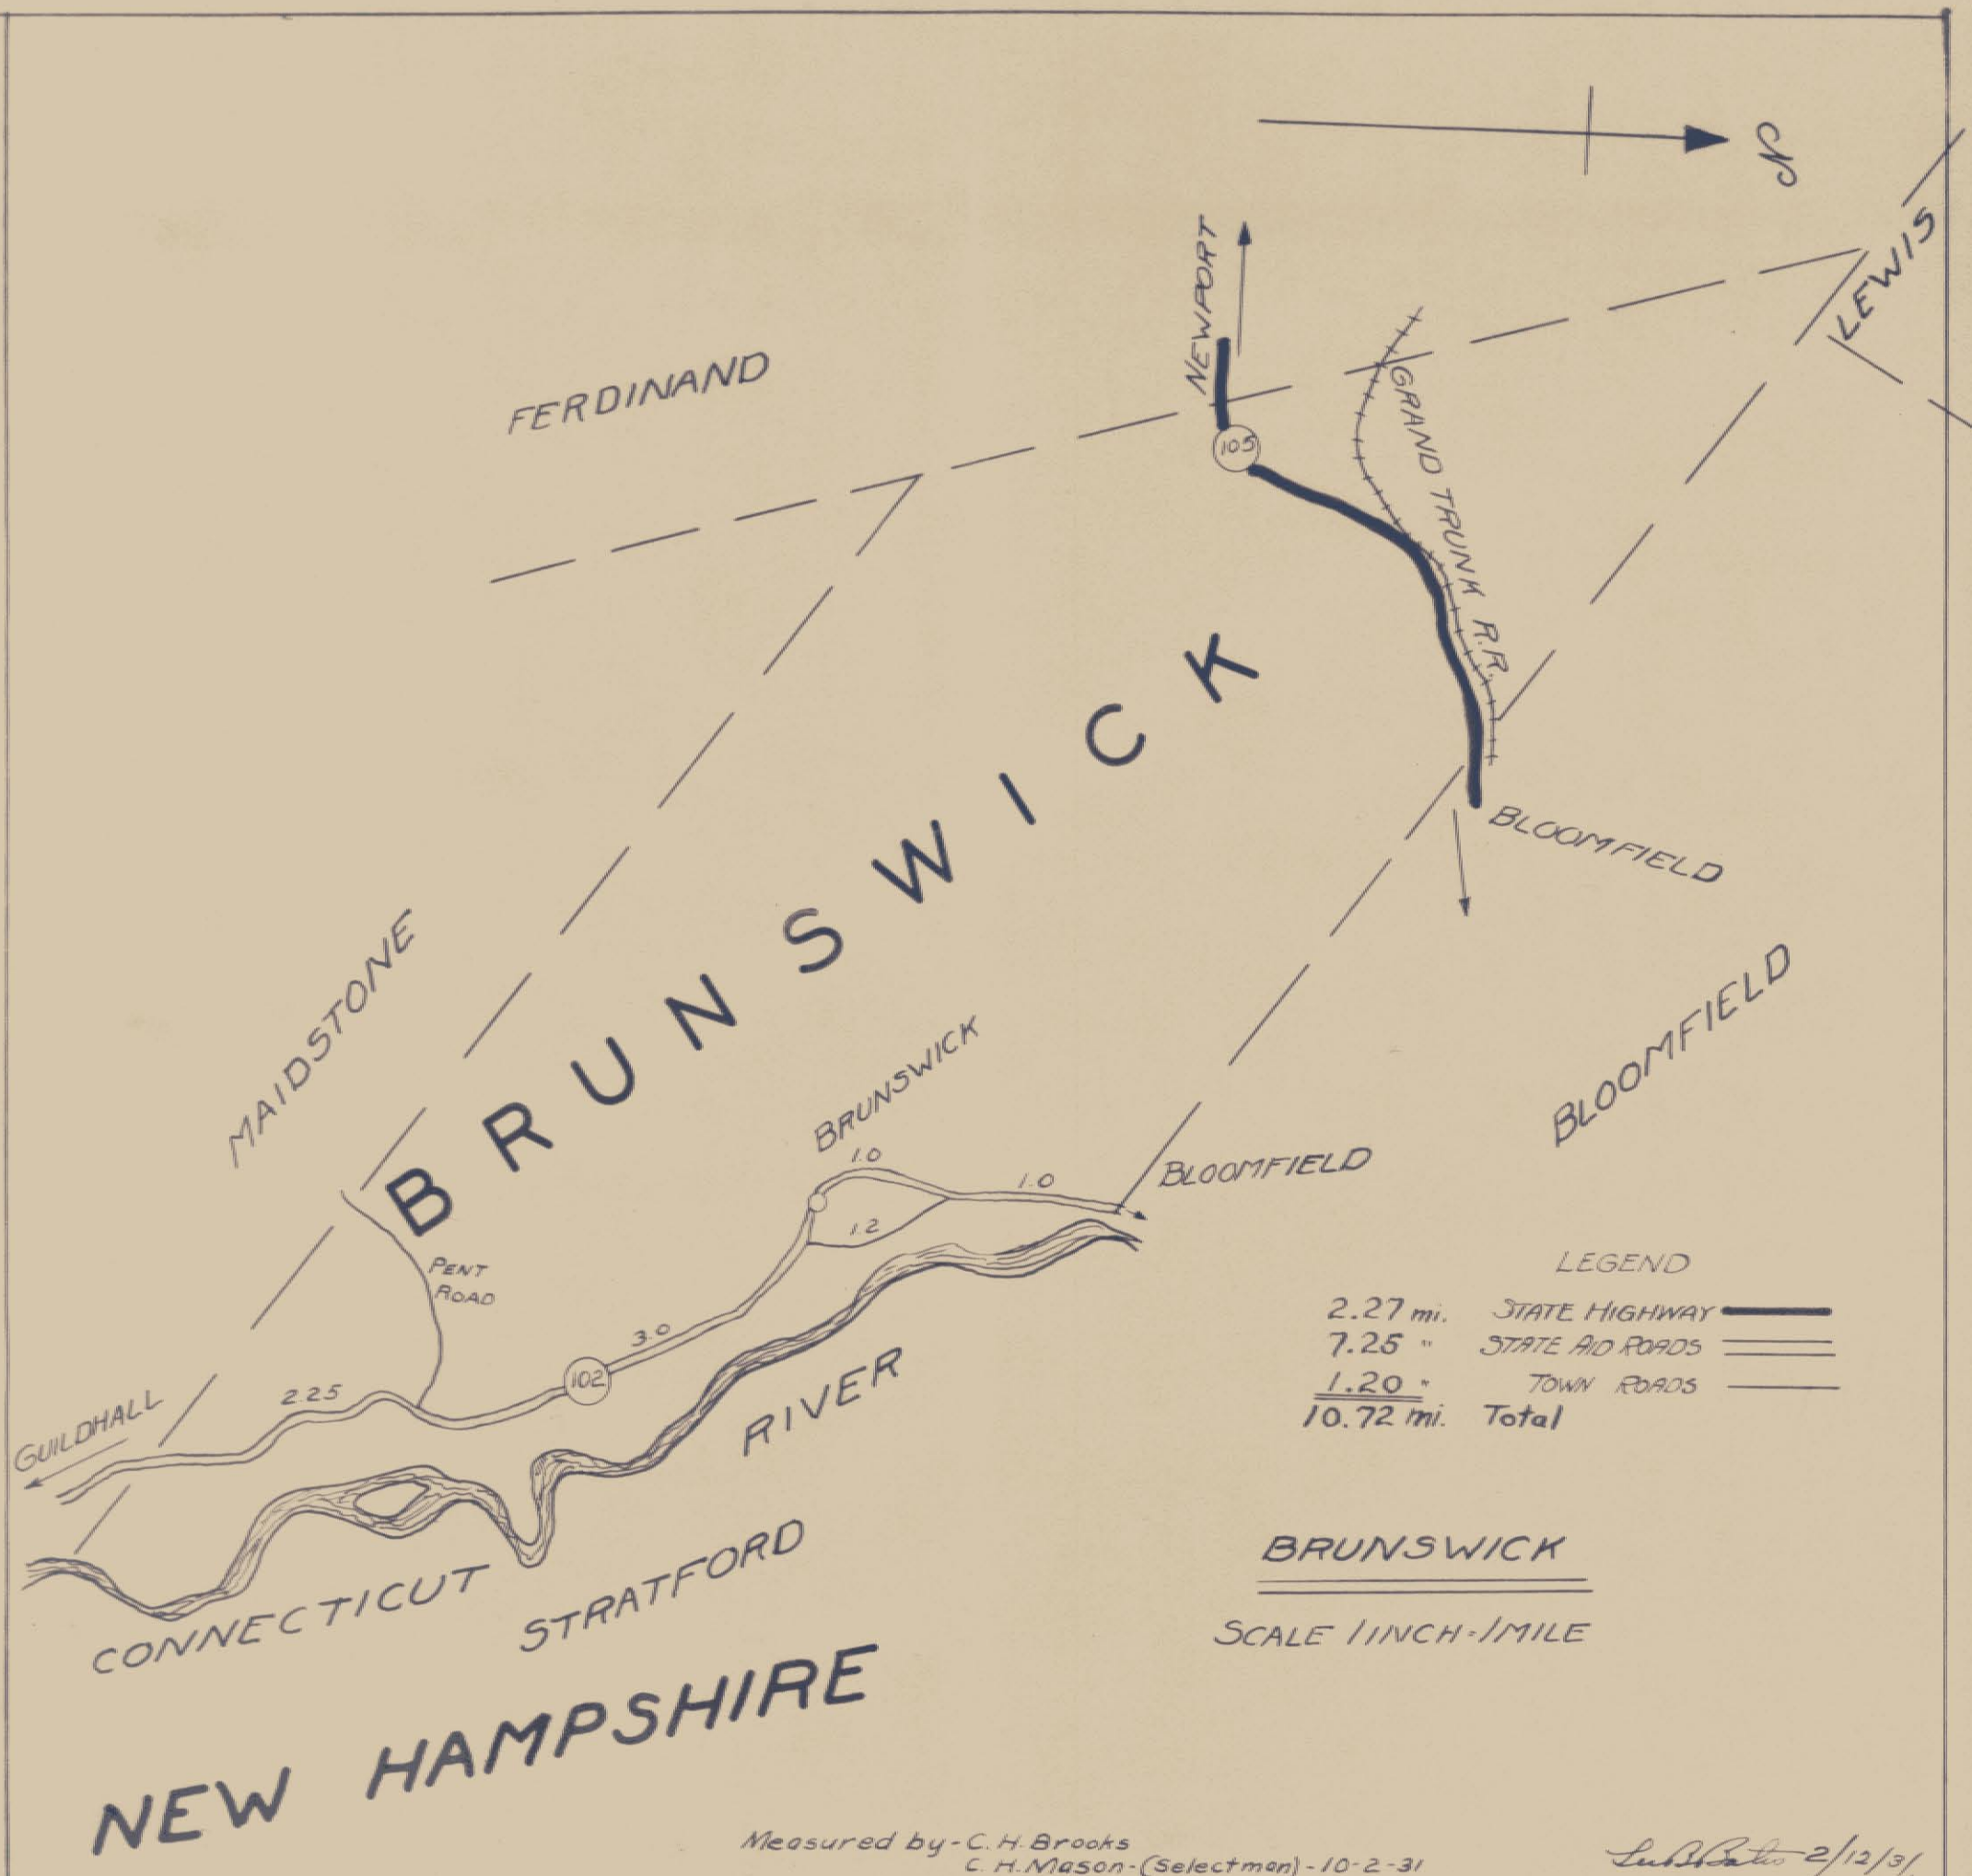 N
LEWIS
NEWPORT
FERDINAND
105
GRAND TRUNK R.R.
BLOOMFIELD
BLOOMFIELD
MAIDSTONE
BRUNSWICK
BRUNSWICK
1.0
1.0
1.2
BLOOMFIELD
PENT
ROAD
3.0
102
2.25
GUILDHALL
CONNECTICUT RIVER
STRATFORD
NEW HAMPSHIRE
LEGEND
2.27 mi. STATE HIGHWAY
7.25 " STATE AID ROADS
1.20 " TOWN ROADS
10.72 mi. Total
BRUNSWICK
SCALE 1 INCH = 1 MILE
Measured by - C. H. Brooks
C. H. Mason - (Selectman) - 10-2-31
2/12/31